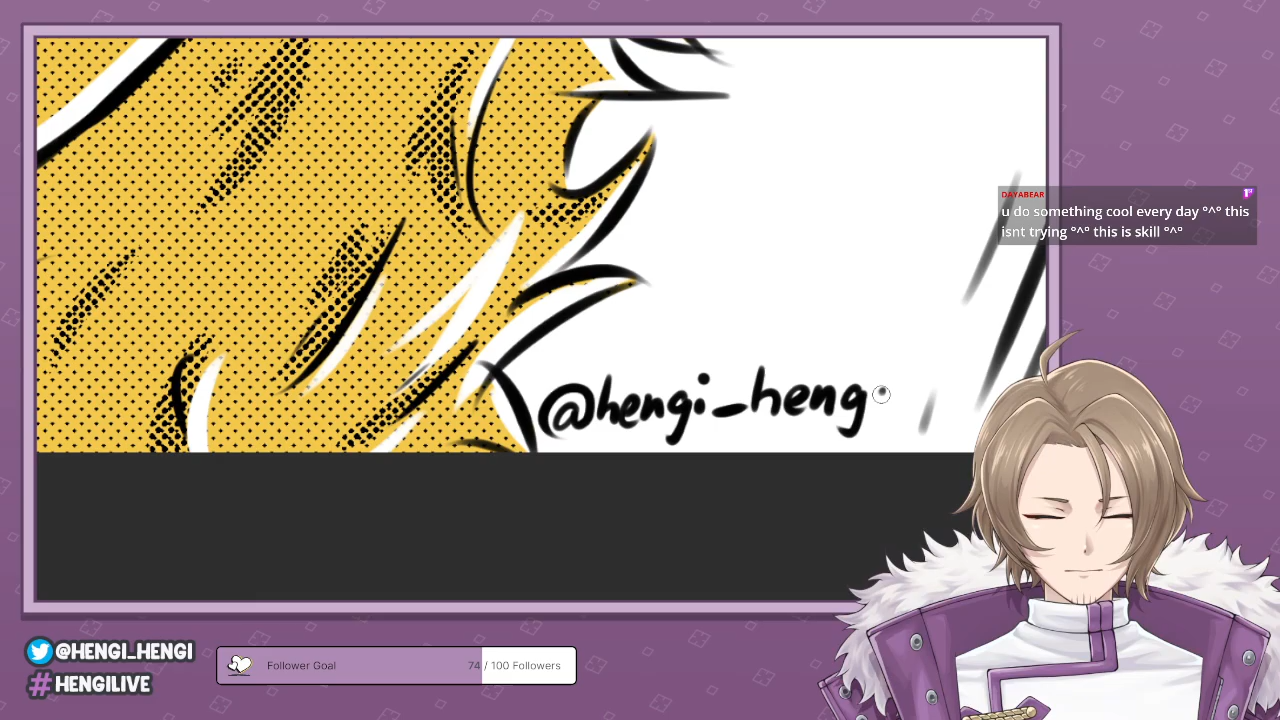 DAYABEAR
u do something cool every day °^° this
isnt trying °^° this is skill °^°
@hengi_heng
@HENGI_HENGI
# HENGILIVE
Follower Goal 74 / 100 Followers